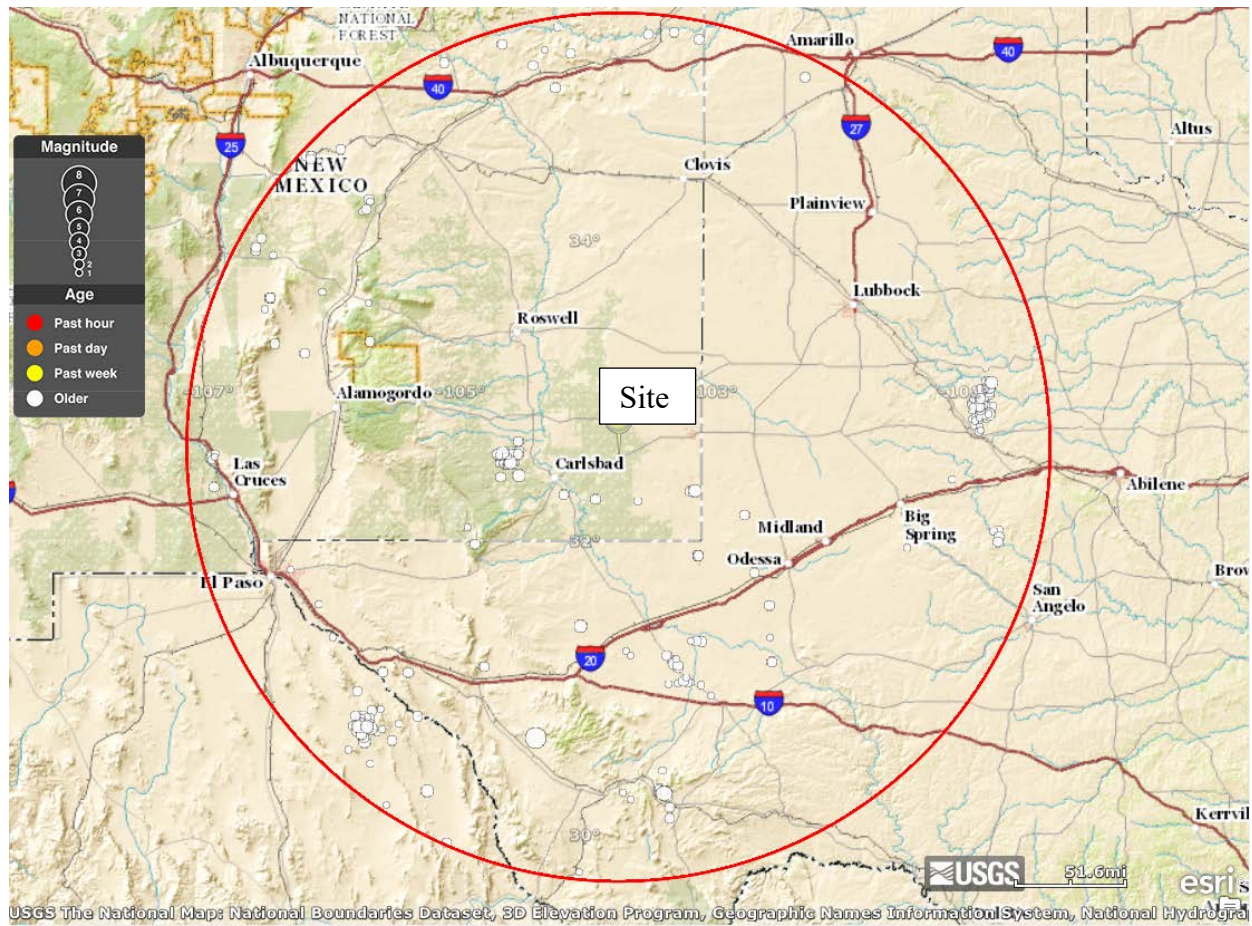 NATIONAL
FOREST
Albuquerque
Amarillo
40
40
25
27
Altus
Magnitude
8
7
6
5
4
3
2
1
NEW
MEXICO
Clovis
Plainview
34°
Age
Past hour
Past day
Past week
Older
Lubbock
Roswell
Site
-107°
Alamogordo
-105°
-103°
Las
Cruces
Carlsbad
Abilene
Big
Spring
Midland
32°
Odessa
El Paso
San
Angelo
20
10
30°
Kerrvil
USGS
51.6mi
esri
USGS The National Map: National Boundaries Dataset, 3D Elevation Program, Geographic Names Information System, National Hydrogra